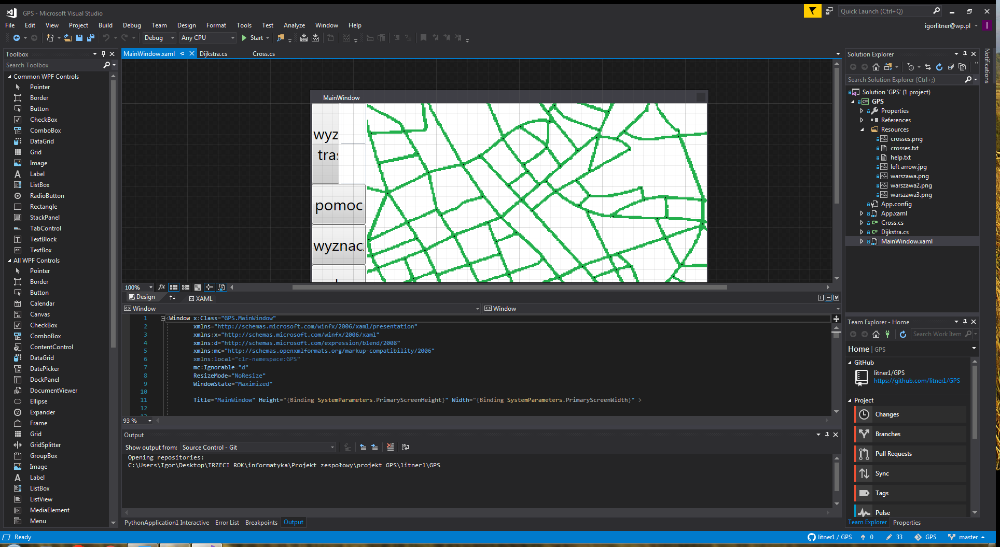 GPS - Microsoft Visual Studio
Quick Launch (Ctrl+Q)
File Edit View Project Build Debug Team Design Format Tools Test Analyze Window Help
igorlitner@wp.pl
I
Debug Any CPU Start
Toolbox
Search Toolbox
Common WPF Controls
Pointer
Border
Button
CheckBox
ComboBox
DataGrid
Grid
Image
Label
ListBox
RadioButton
Rectangle
StackPanel
TabControl
TextBlock
TextBox
All WPF Controls
Pointer
Border
Button
Calendar
Canvas
CheckBox
ComboBox
ContentControl
DataGrid
DatePicker
DockPanel
DocumentViewer
Ellipse
Expander
Frame
Grid
GridSplitter
GroupBox
Image
Label
ListBox
ListView
MediaElement
Menu
MainWindow.xaml Dijkstra.cs Cross.cs
MainWindow
wyz
tra
pomoc
wyznac
100%
Design XAML
Window Window
1 <Window x:Class="GPS.MainWindow"
2 xmlns="http://schemas.microsoft.com/winfx/2006/xaml/presentation"
3 xmlns:x="http://schemas.microsoft.com/winfx/2006/xaml"
4 xmlns:d="http://schemas.microsoft.com/expression/blend/2008"
5 xmlns:mc="http://schemas.openxmlformats.org/markup-compatibility/2006"
6 xmlns:local="clr-namespace:GPS"
7 mc:Ignorable="d"
8 ResizeMode="NoResize"
9 WindowState="Maximized"
10
11 Title="MainWindow" Height="{Binding SystemParameters.PrimaryScreenHeight}" Width="{Binding SystemParameters.PrimaryScreenWidth}" >
12
93 %
Output
Show output from: Source Control - Git
Opening repositories:
C:\Users\Igor\Desktop\TRZECI ROK\informatyka\Projekt zespołowy\projekt GPS\litner1\GPS
PythonApplication1 Interactive Error List Breakpoints Output
Solution Explorer
Search Solution Explorer (Ctrl+;)
Solution 'GPS' (1 project)
GPS
Properties
References
Resources
crosses.png
crosses.txt
help.txt
left arrow.jpg
warszawa.png
warszawa2.png
warszawa3.png
App.config
App.xaml
Cross.cs
Dijkstra.cs
MainWindow.xaml
Notifications
Team Explorer - Home
Search Work Item
Home | GPS
GitHub
litner1/GPS
https://github.com/litner1/GPS
Project
Changes
Branches
Pull Requests
Sync
Tags
Pulse
Team Explorer Properties
Ready
litner1 / GPS 0 33 GPS master